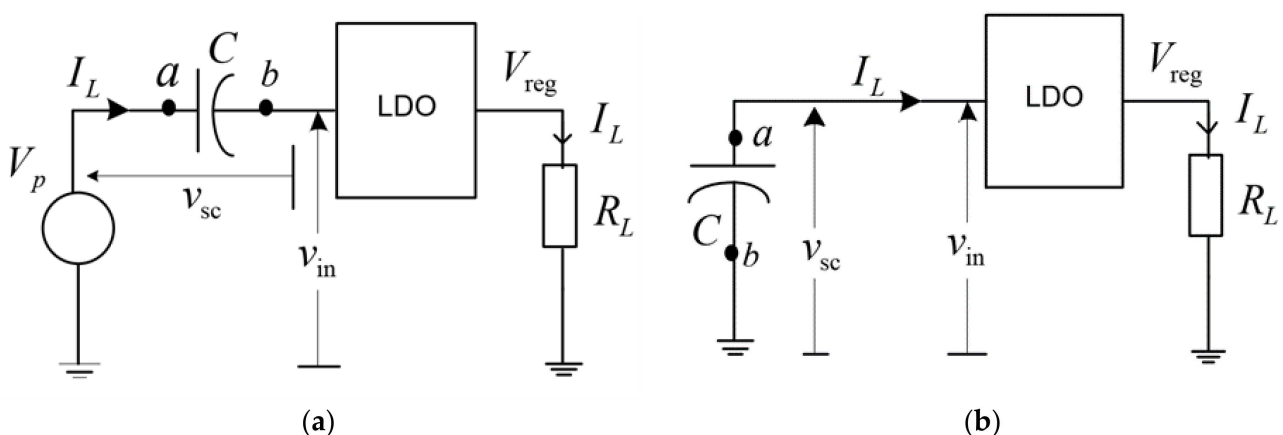 I_L a C b LDO V_reg I_L
V_p v_sc v_in R_L
(a)
I_L LDO V_reg I_L
a C b v_sc v_in R_L
(b)